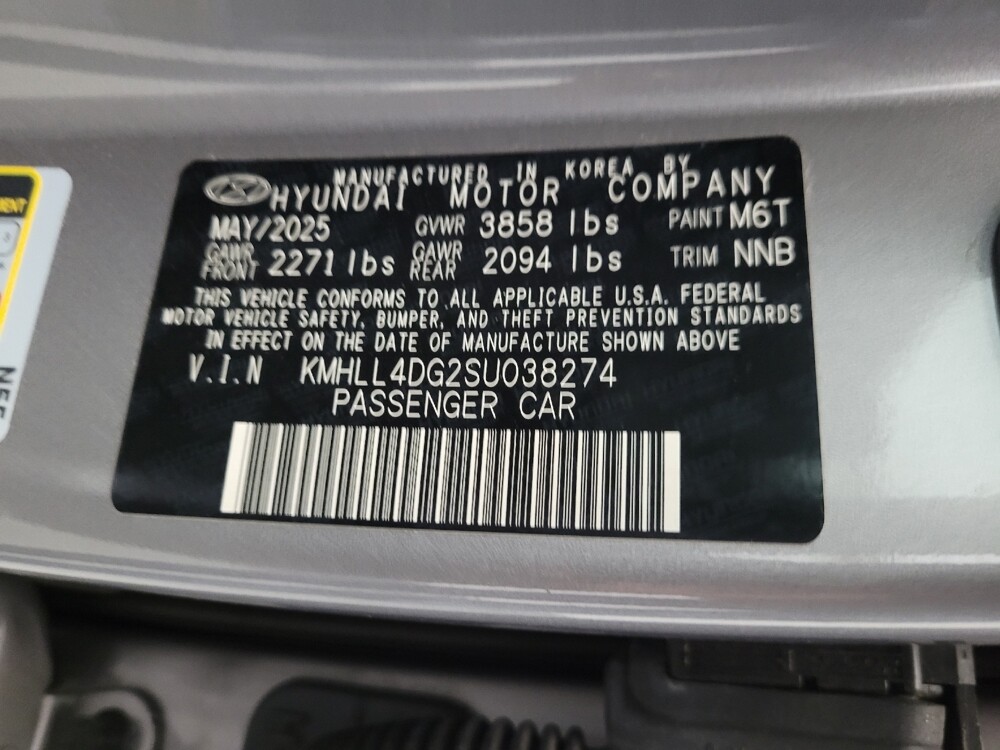 MANUFACTURED IN KOREA BY
HYUNDAI MOTOR COMPANY
MAY/2025 GVWR 3858 lbs PAINT M6T
GAWR FRONT 2271 lbs GAWR REAR 2094 lbs TRIM NNB
THIS VEHICLE CONFORMS TO ALL APPLICABLE U.S.A. FEDERAL
MOTOR VEHICLE SAFETY, BUMPER, AND THEFT PREVENTION STANDARDS
IN EFFECT ON THE DATE OF MANUFACTURE SHOWN ABOVE
V.I.N KMHLL4DG2SU038274
PASSENGER CAR